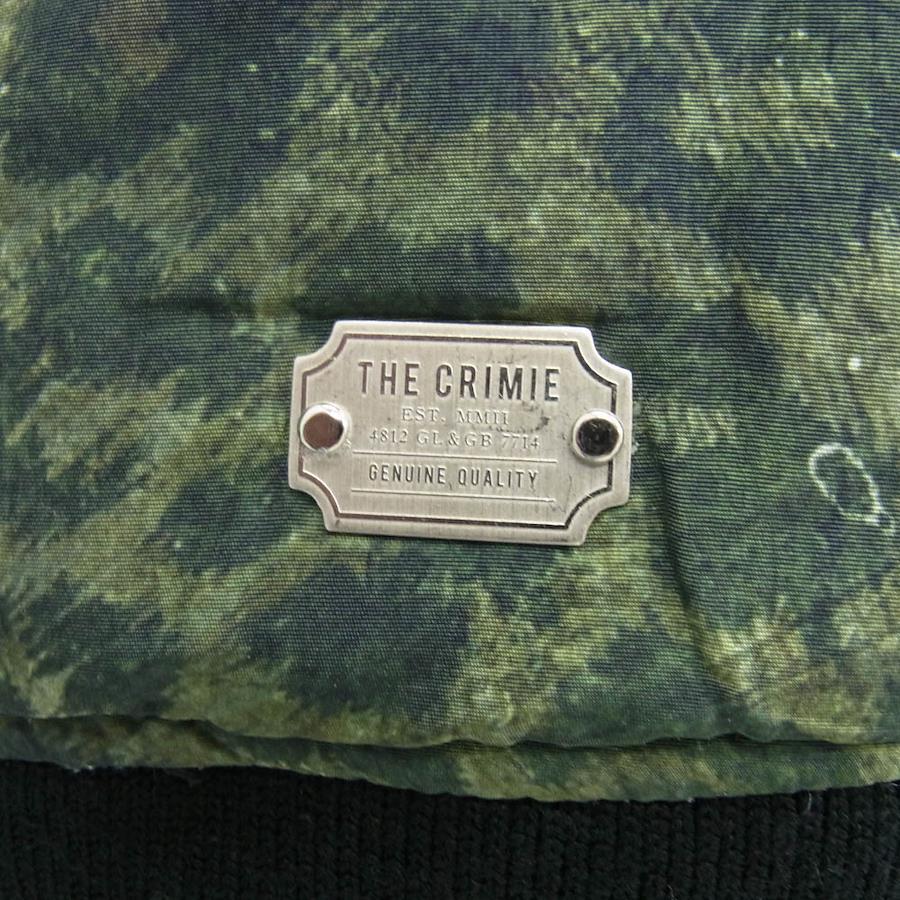 THE CRIMIE
EST. MMII
4812 GL & GB 7714
GENUINE QUALITY